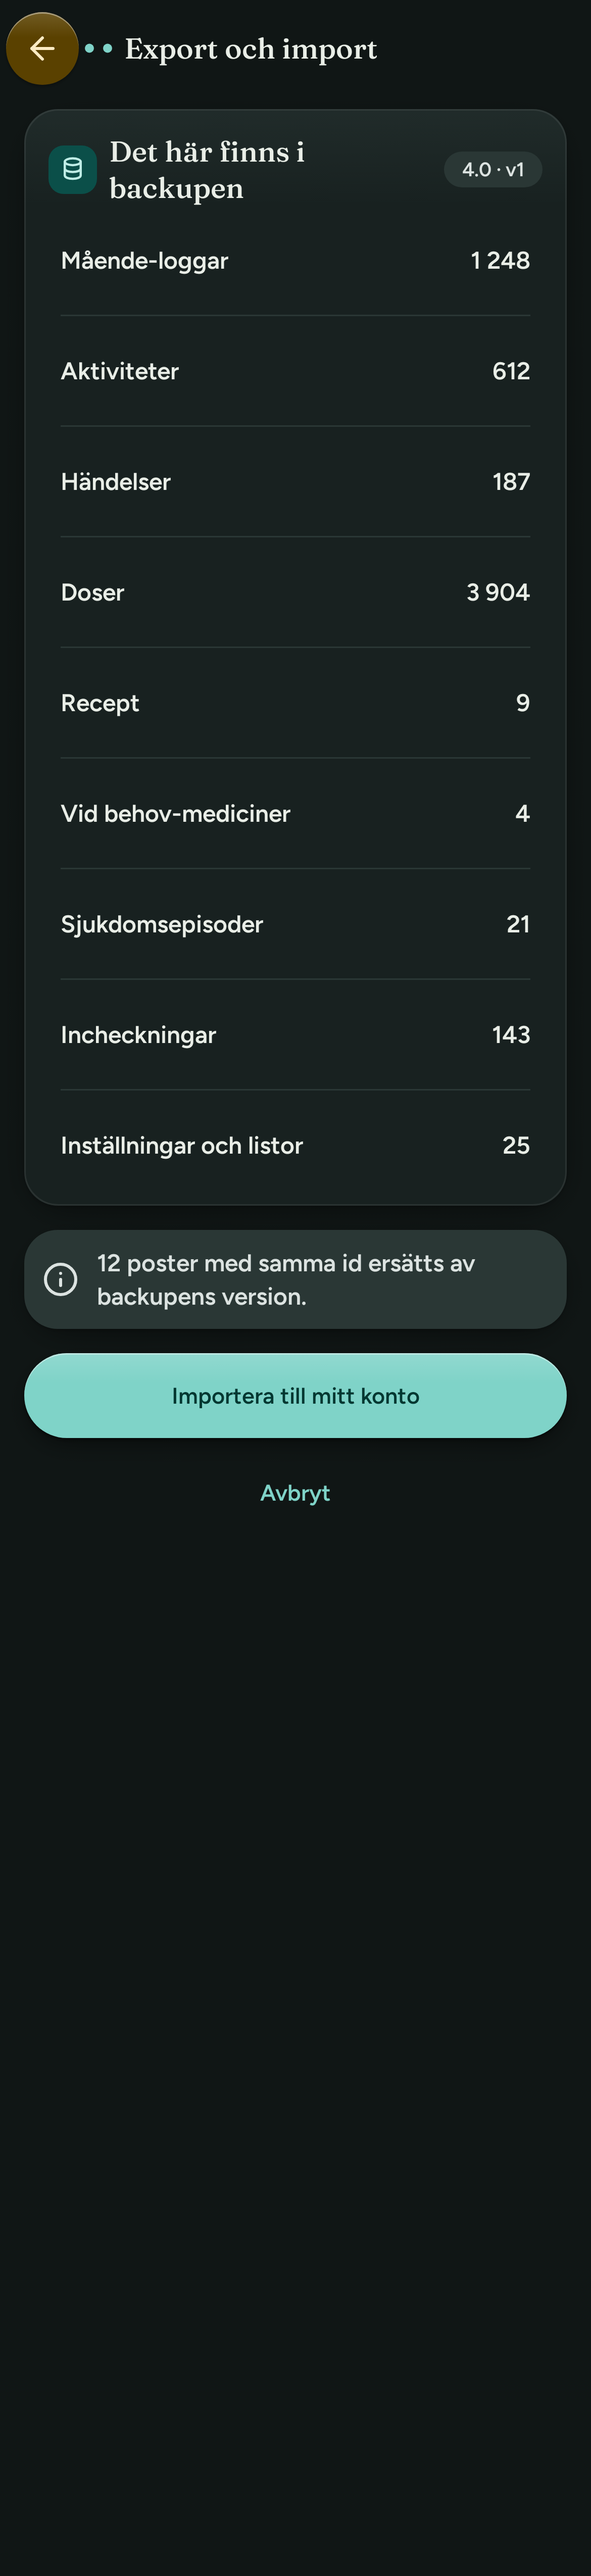 Export och import
Det här finns i
backupen
4.0 · v1
Mående-loggar 1 248
Aktiviteter 612
Händelser 187
Doser 3 904
Recept 9
Vid behov-mediciner 4
Sjukdomsepisoder 21
Incheckningar 143
Inställningar och listor 25
12 poster med samma id ersätts av
backupens version.
Importera till mitt konto
Avbryt